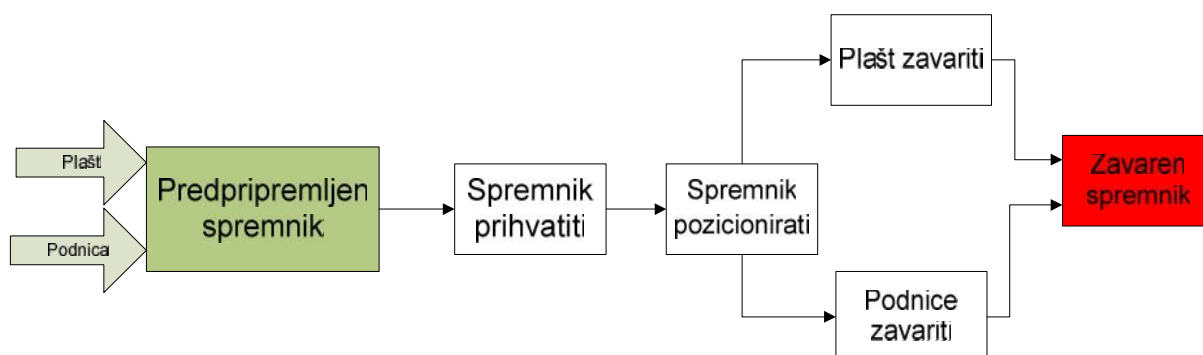 Plašt
Podnica
Predpripremljen
spremnik
Spremnik
prihvatiti
Spremnik
pozicionirati
Plašt zavariti
Podnice
zavariti
Zavaren
spremnik